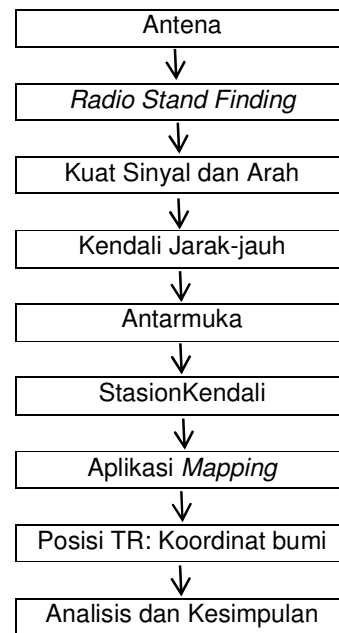 Antena
Radio Stand Finding
Kuat Sinyal dan Arah
Kendali Jarak-jauh
Antarmuka
StasionKendali
Aplikasi Mapping
Posisi TR: Koordinat bumi
Analisis dan Kesimpulan